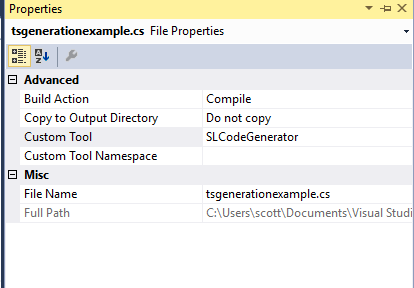 Properties
tsgenerationexample.cs File Properties
Advanced
Build Action Compile
Copy to Output Directory Do not copy
Custom Tool SLCodeGenerator
Custom Tool Namespace
Misc
File Name tsgenerationexample.cs
Full Path C:\Users\scott\Documents\Visual Studi